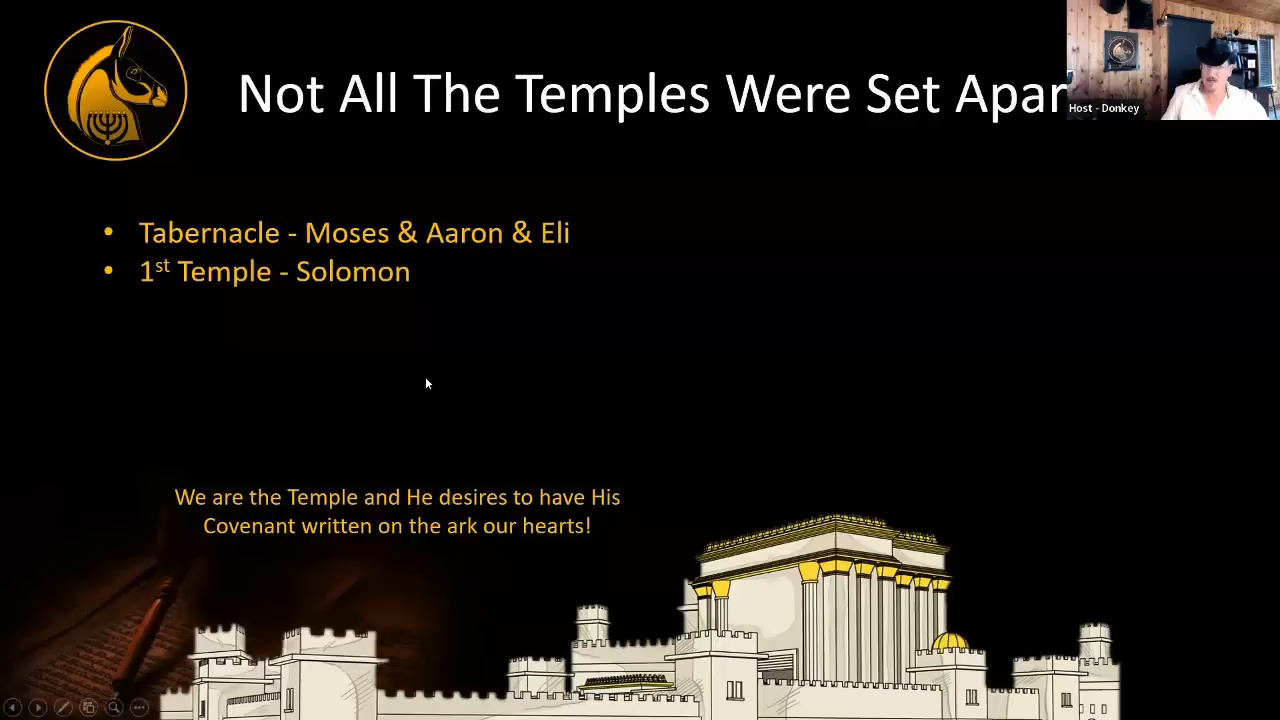 Not All The Temples Were Set Apar
Host - Donkey
• Tabernacle - Moses & Aaron & Eli
• 1st Temple - Solomon
We are the Temple and He desires to have His
Covenant written on the ark our hearts!